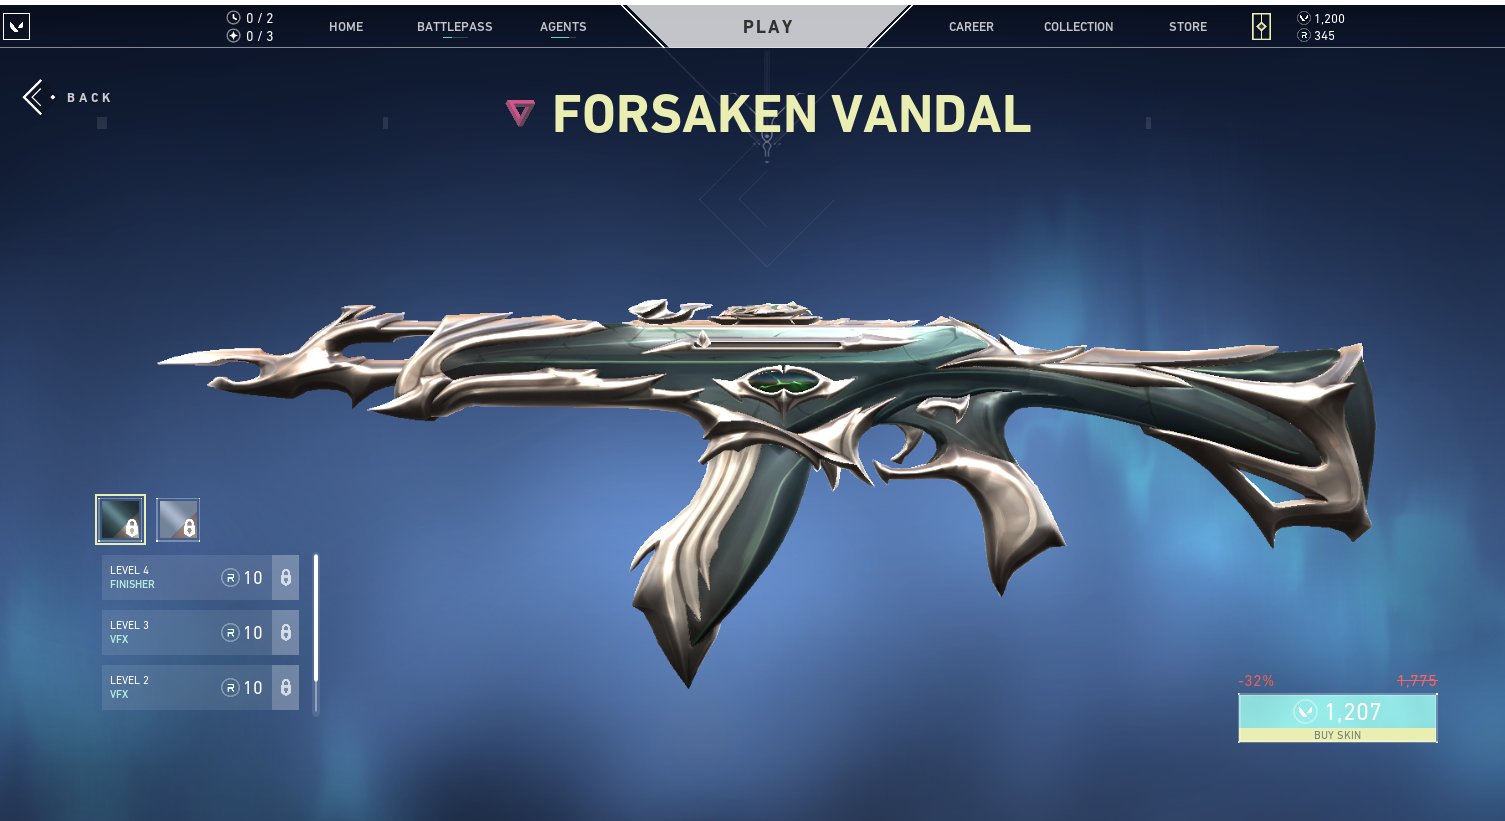 0 / 2
0 / 3
HOME
BATTLEPASS
AGENTS
PLAY
CAREER
COLLECTION
STORE
1,200
R 345
BACK
FORSAKEN VANDAL
LEVEL 4
FINISHER
R 10
LEVEL 3
VFX
R 10
LEVEL 2
VFX
R 10
-32% 1,775
1,207
BUY SKIN